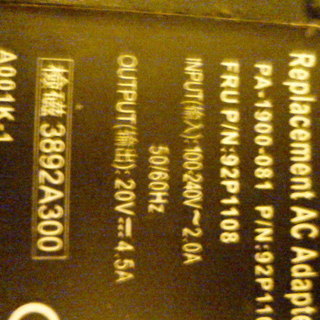 Replacement AC Adapte
PA-1900-081 P/N:92P11
FRU P/N:92P1108
INPUT(输入):100-240V~2.0A
50/60Hz
OUTPUT(输出):20V⎓4.5A
3892A300
A001K-1